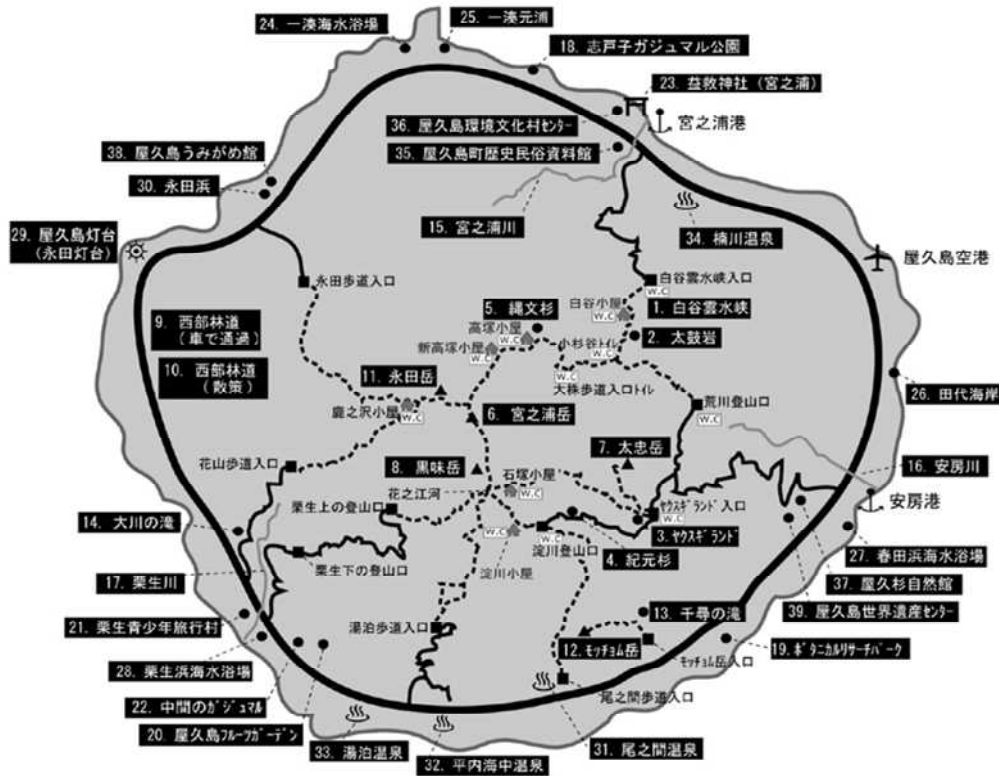 24. 一湊海水浴場
25. 一湊元浦
18. 志戸子ガジュマル公園
23. 益救神社（宮之浦）
36. 屋久島環境文化村ｾﾝﾀｰ
宮之浦港
35. 屋久島町歴史民俗資料館
38. 屋久島うみがめ館
30. 永田浜
15. 宮之浦川
34. 楠川温泉
29. 屋久島灯台
（永田灯台）
屋久島空港
永田歩道入口
白谷雲水峡入口
W.C
白谷小屋
W.C
1. 白谷雲水峡
5. 縄文杉
9. 西部林道
（車で通過）
高塚小屋
W.C
2. 太鼓岩
新高塚小屋
W.C
小杉谷ﾄｲﾚ
W.C
10. 西部林道
（散策）
11. 永田岳
W.C
大株歩道入口ﾄｲﾚ
26. 田代海岸
荒川登山口
W.C
鹿之沢小屋
W.C
6. 宮之浦岳
7. 太忠岳
花山歩道入口
8. 黒味岳
石塚小屋
W.C
16. 安房川
花之江河
安房港
栗生上の登山口
ﾔｸｽｷﾞﾗﾝﾄﾞ入口
W.C
14. 大川の滝
W.C
淀川登山口
W.C
3. ﾔｸｽｷﾞﾗﾝﾄﾞ
4. 紀元杉
27. 春田浜海水浴場
17. 栗生川
栗生下の登山口
淀川小屋
37. 屋久杉自然館
39. 屋久島世界遺産ｾﾝﾀｰ
21. 栗生青少年旅行村
湯泊歩道入口
13. 千尋の滝
12. ﾓｯﾁｮﾑ岳
19. ﾎﾞﾀﾆｶﾙﾘｻｰﾁﾊﾟｰｸ
ﾓｯﾁｮﾑ岳入口
28. 栗生浜海水浴場
22. 中間のｶﾞｼﾞｭﾏﾙ
尾之間歩道入口
20. 屋久島ﾌﾙｰﾂｶﾞｰﾃﾞﾝ
33. 湯泊温泉
32. 平内海中温泉
31. 尾之間温泉